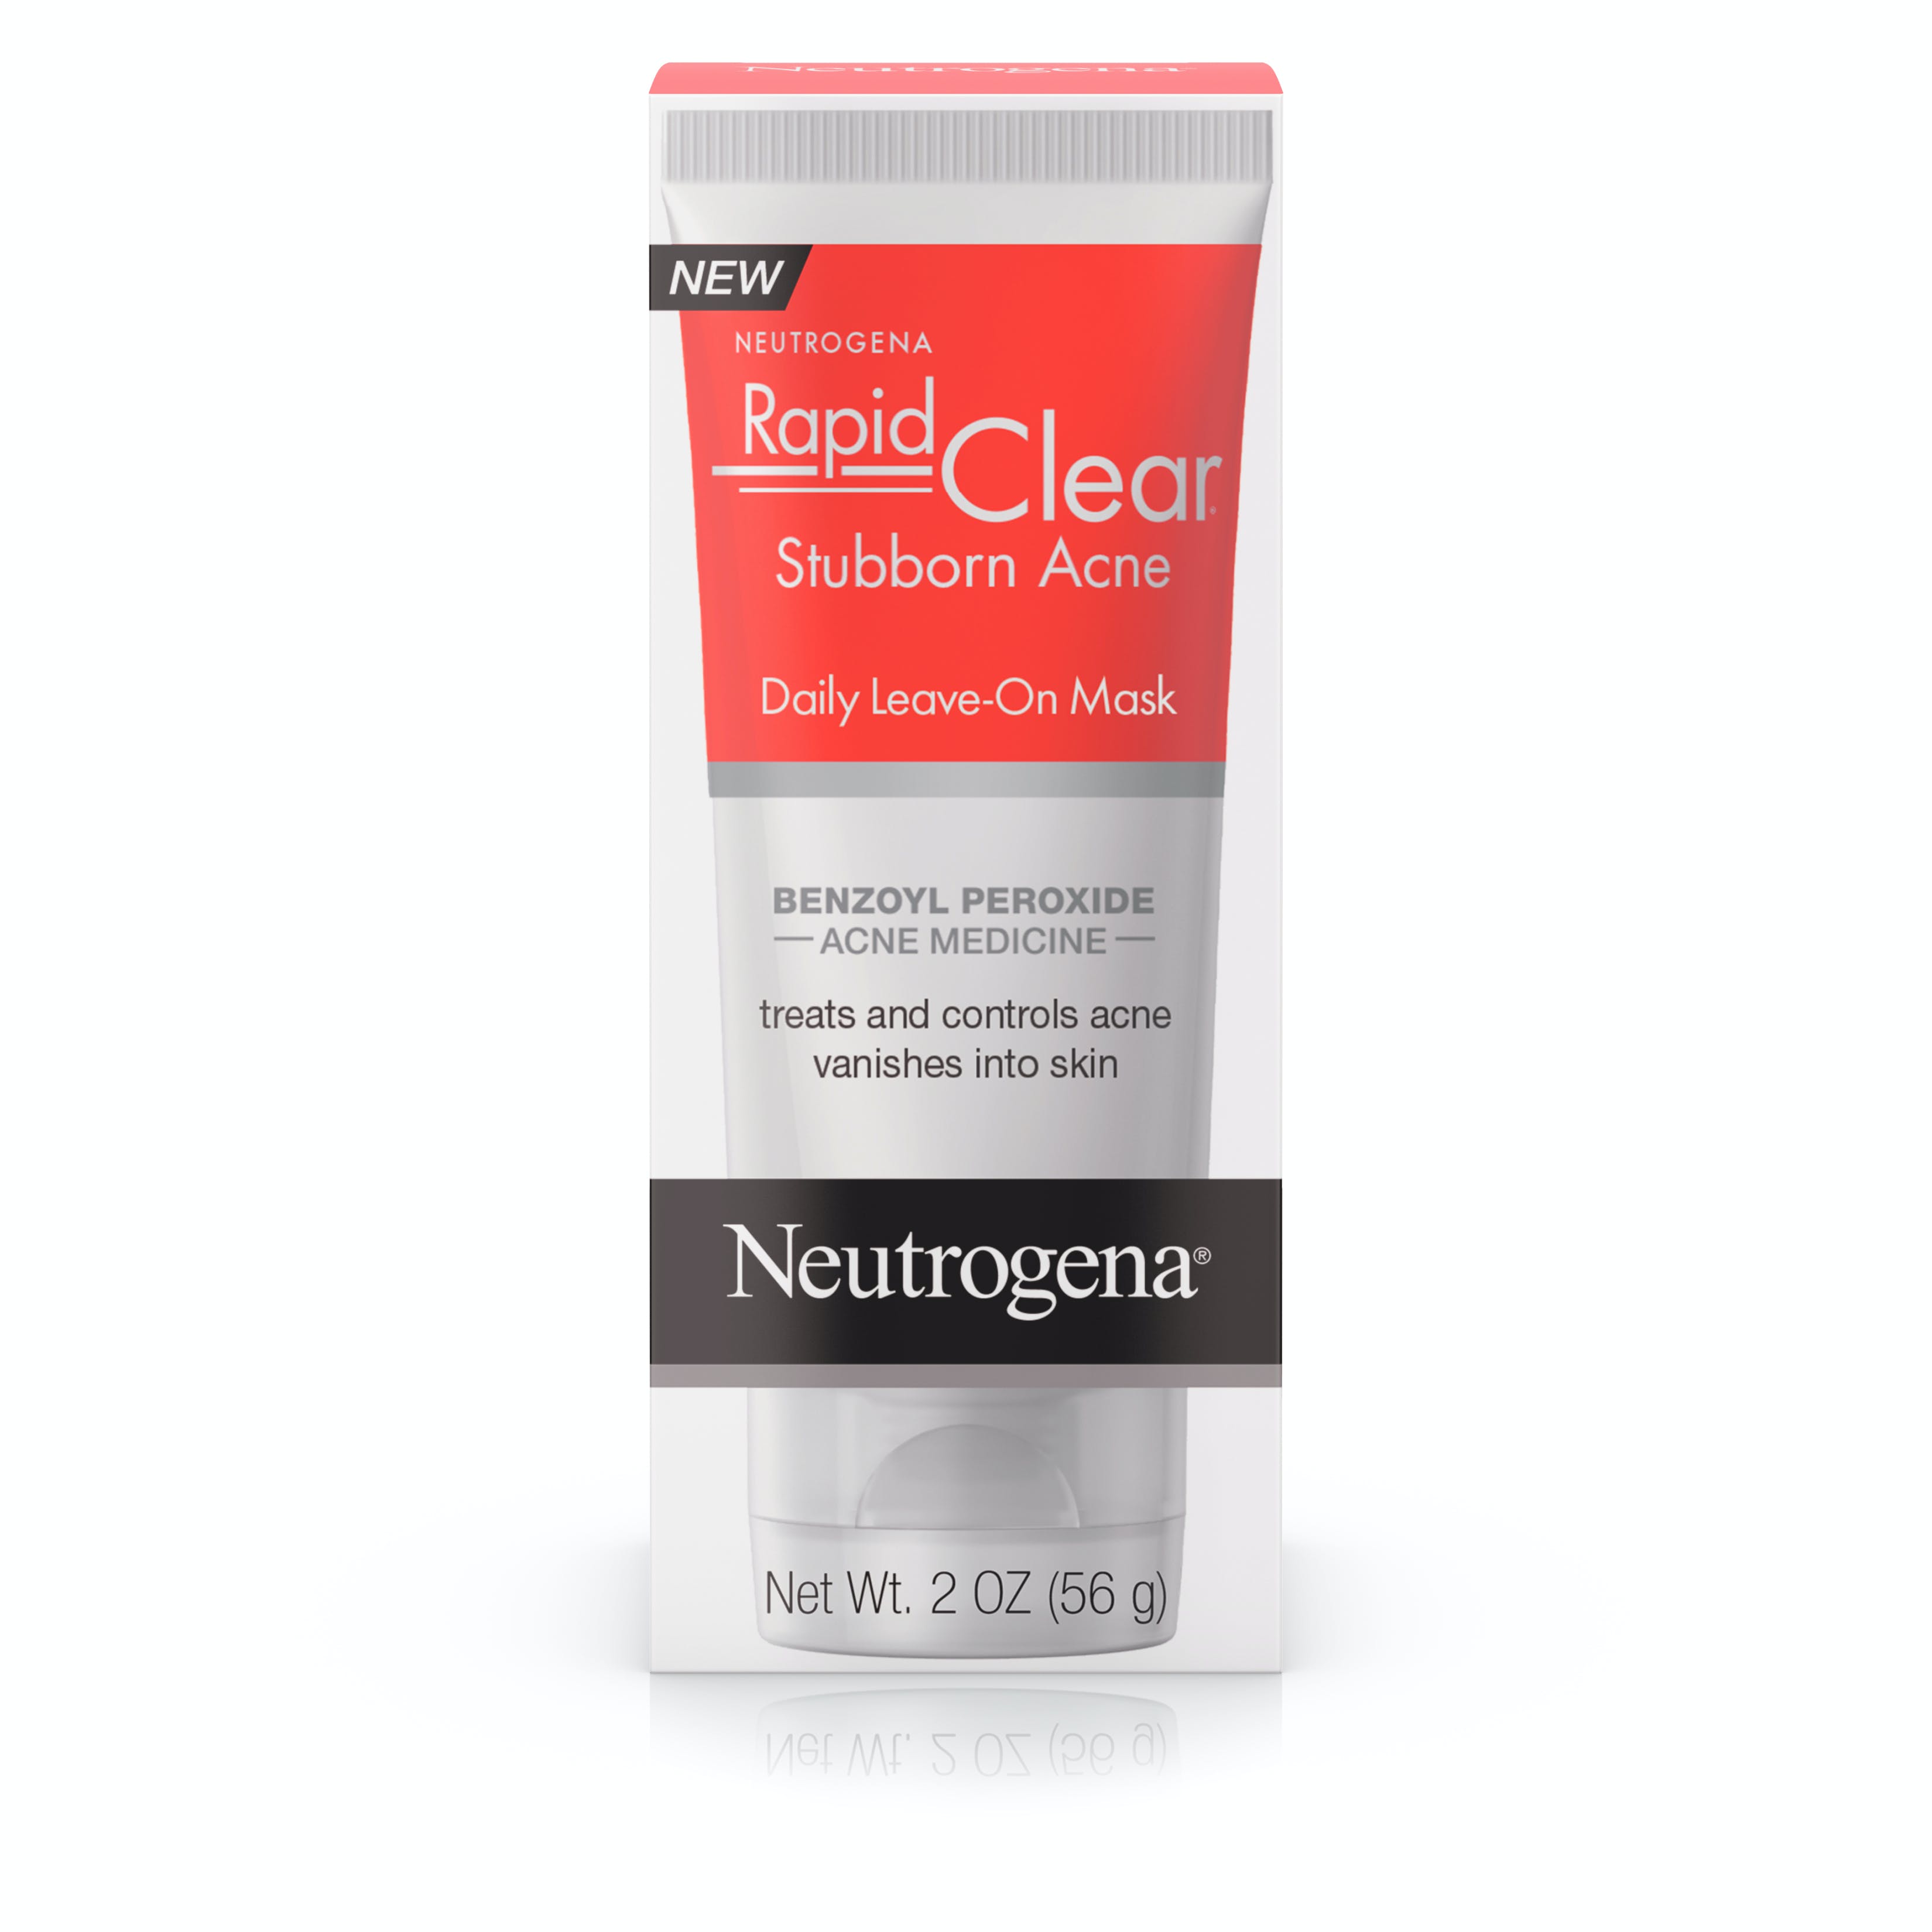 Neutrogena®
NEW
NEUTROGENA
Rapid Clear®
Stubborn Acne
Daily Leave-On Mask
BENZOYL PEROXIDE
— ACNE MEDICINE —
treats and controls acne
vanishes into skin
Neutrogena®
Net Wt. 2 OZ (56 g)